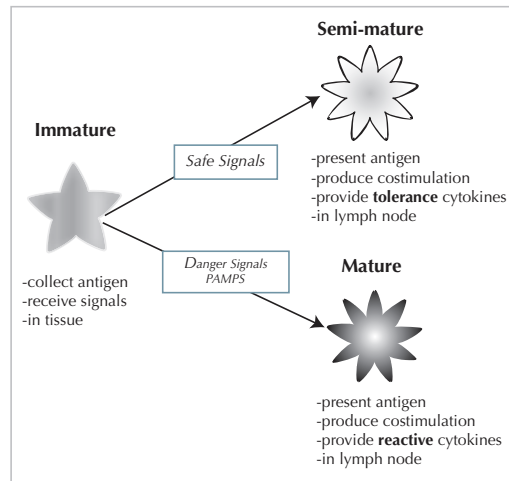 Semi-mature
Immature
Safe Signals
-present antigen
-produce costimulation
-provide tolerance cytokines
-in lymph node
Danger Signals
PAMPS
Mature
-collect antigen
-receive signals
-in tissue
-present antigen
-produce costimulation
-provide reactive cytokines
-in lymph node